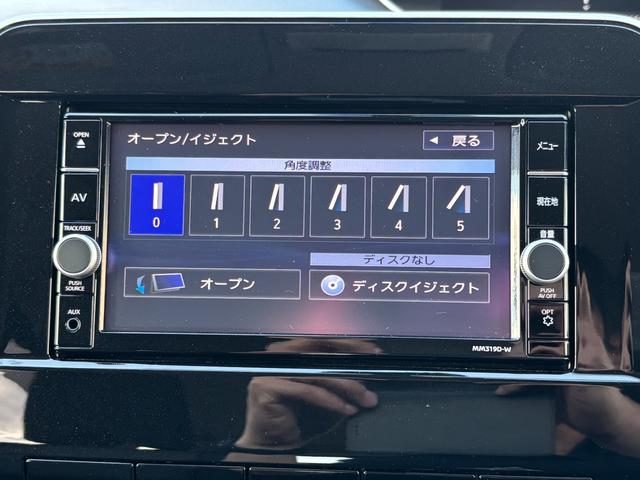 OPEN
オープン/イジェクト
◀ 戻る
メニュー
角度調整
AV
0 1 2 3 4 5
現在地
TRACK/SEEK
音量
ディスクなし
オープン
ディスクイジェクト
PUSH
SOURCE
PUSH
AV OFF
AUX
OPT
MM319D-W